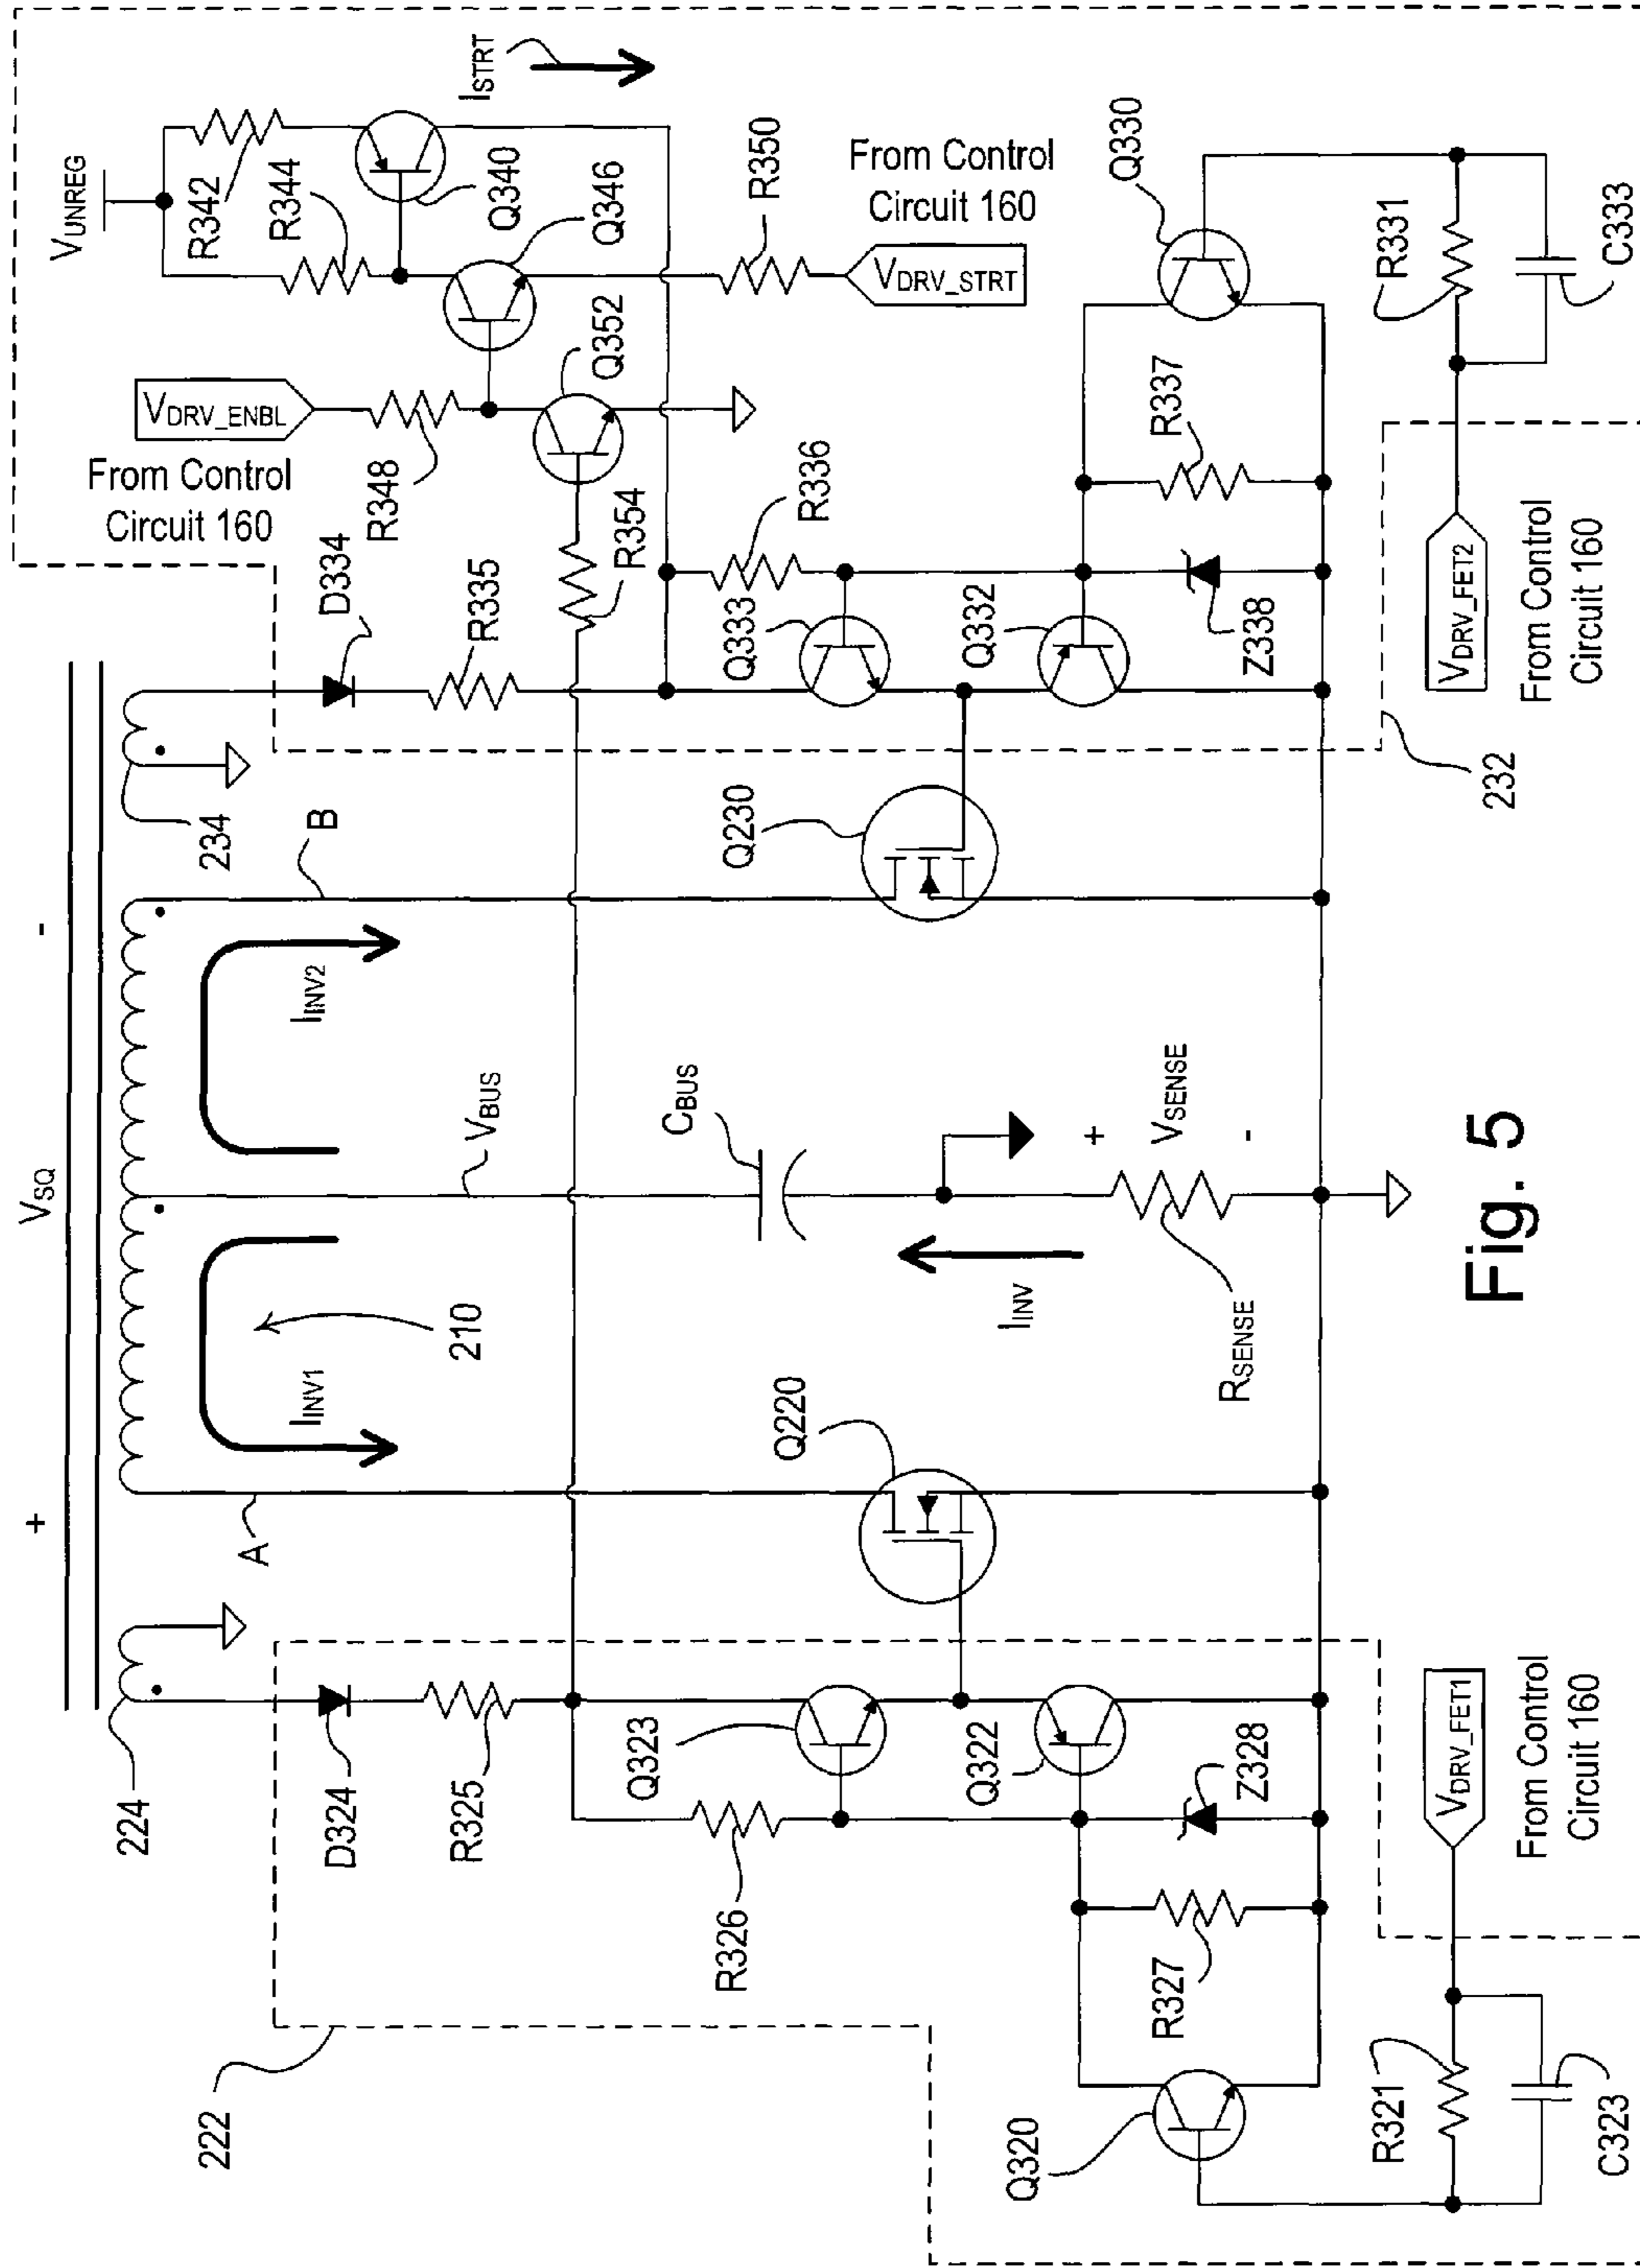 VSQ
+
-
224
A
IINV1
210
VBUS
IINV2
B
234
VUNREG
R342
R344
Q340
ISTRT
Q346
R350
VDRV_STRT
From Control
Circuit 160
VDRV_ENBL
From Control
Circuit 160
R348
Q352
R354
D334
R335
R336
Q333
Q332
Z338
R337
Q330
R331
C333
VDRV_FET2
From Control
Circuit 160
232
Q230
CBUS
+
VSENSE
-
IINV
RSENSE
Q220
D324
R325
Q323
R326
Q322
Z328
R327
222
Q320
R321
C323
VDRV_FET1
From Control
Circuit 160
Fig. 5